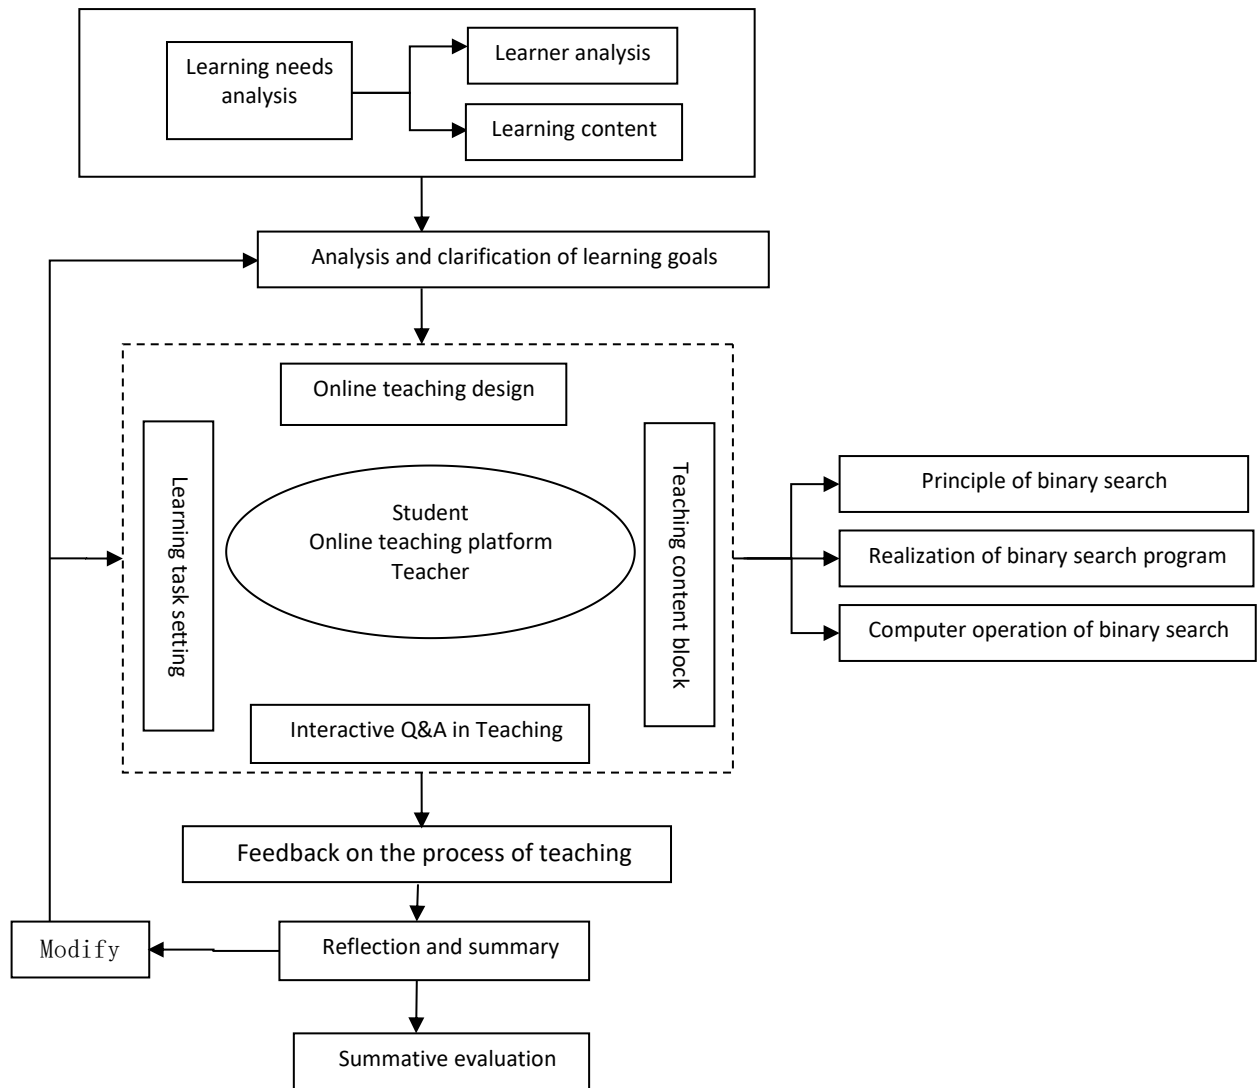 Learning needs
analysis
Learner analysis
Learning content
Analysis and clarification of learning goals
Online teaching design
Learning task setting
Student
Online teaching platform
Teacher
Teaching content block
Principle of binary search
Realization of binary search program
Computer operation of binary search
Interactive Q&A in Teaching
Feedback on the process of teaching
Modify
Reflection and summary
Summative evaluation